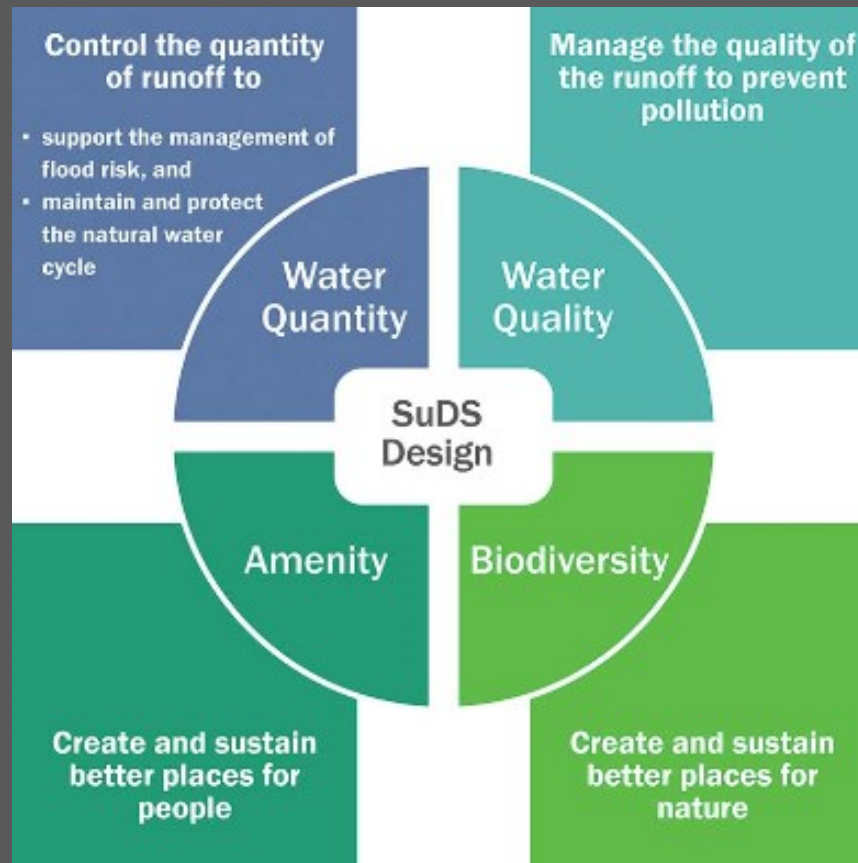 Control the quantity
of runoff to
• support the management of
flood risk, and
• maintain and protect
the natural water
cycle
Manage the quality of
the runoff to prevent
pollution
Water
Quantity
Water
Quality
SuDS
Design
Amenity
Biodiversity
Create and sustain
better places for
people
Create and sustain
better places for
nature